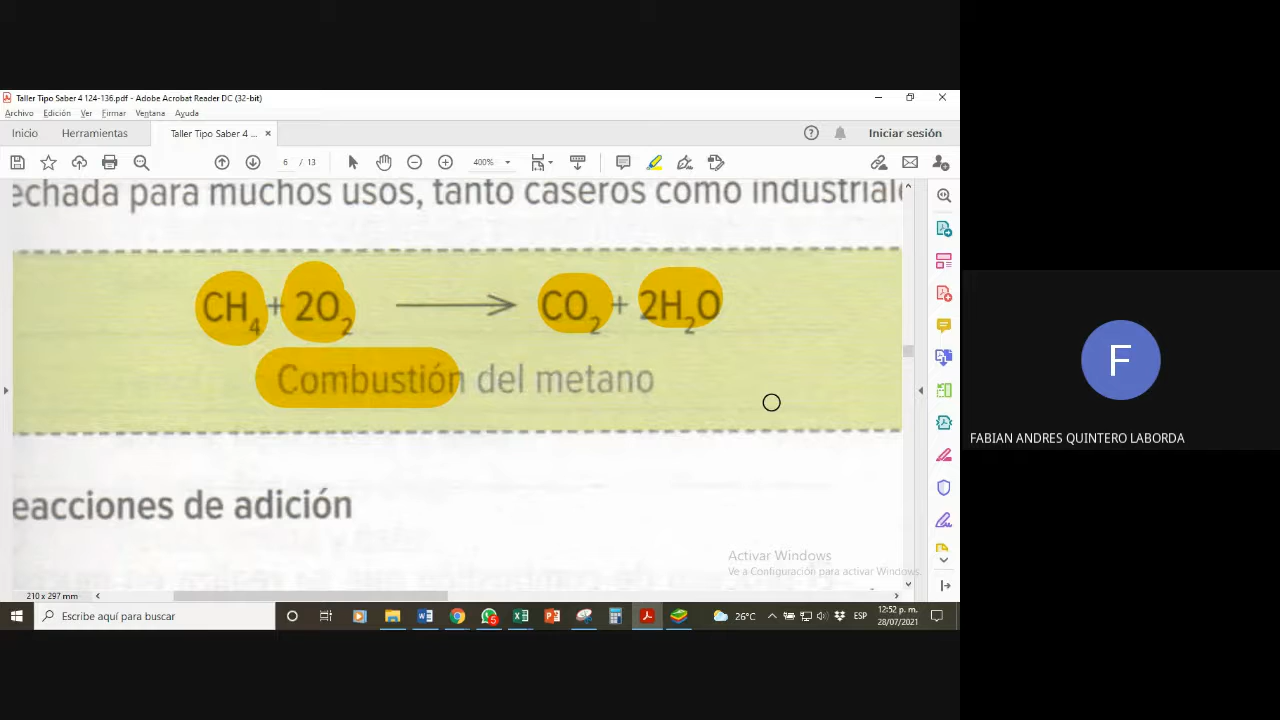 Taller Tipo Saber 4 124-136.pdf - Adobe Acrobat Reader DC (32-bit)
Archivo Edición Ver Firmar Ventana Ayuda
Inicio Herramientas Taller Tipo Saber 4 ... × Iniciar sesión
6 / 13 400%
echada para muchos usos, tanto caseros como industriale
CH4 + 2O2 → CO2 + 2H2O
Combustión del metano
eacciones de adición
Activar Windows
Ve a Configuración para activar Windows.
210 x 297 mm
Escribe aquí para buscar
5
26°C
ESP
12:52 p. m.
28/07/2021
F
FABIAN ANDRES QUINTERO LABORDA